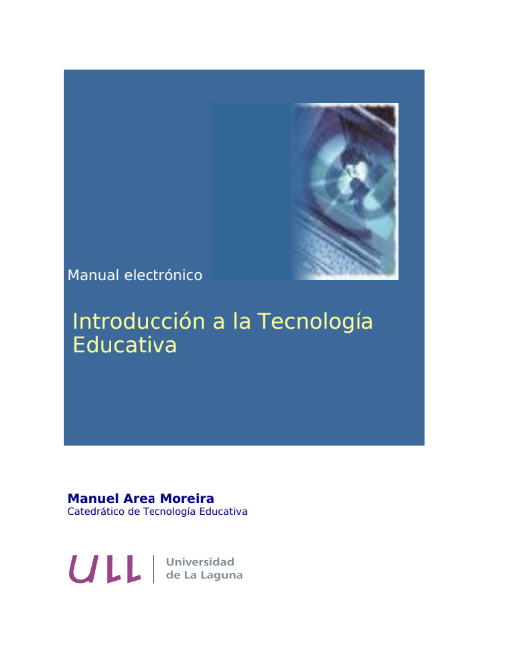 Manual electrónico
Introducción a la Tecnología
Educativa
Manuel Area Moreira
Catedrático de Tecnología Educativa
ULL
Universidad
de La Laguna